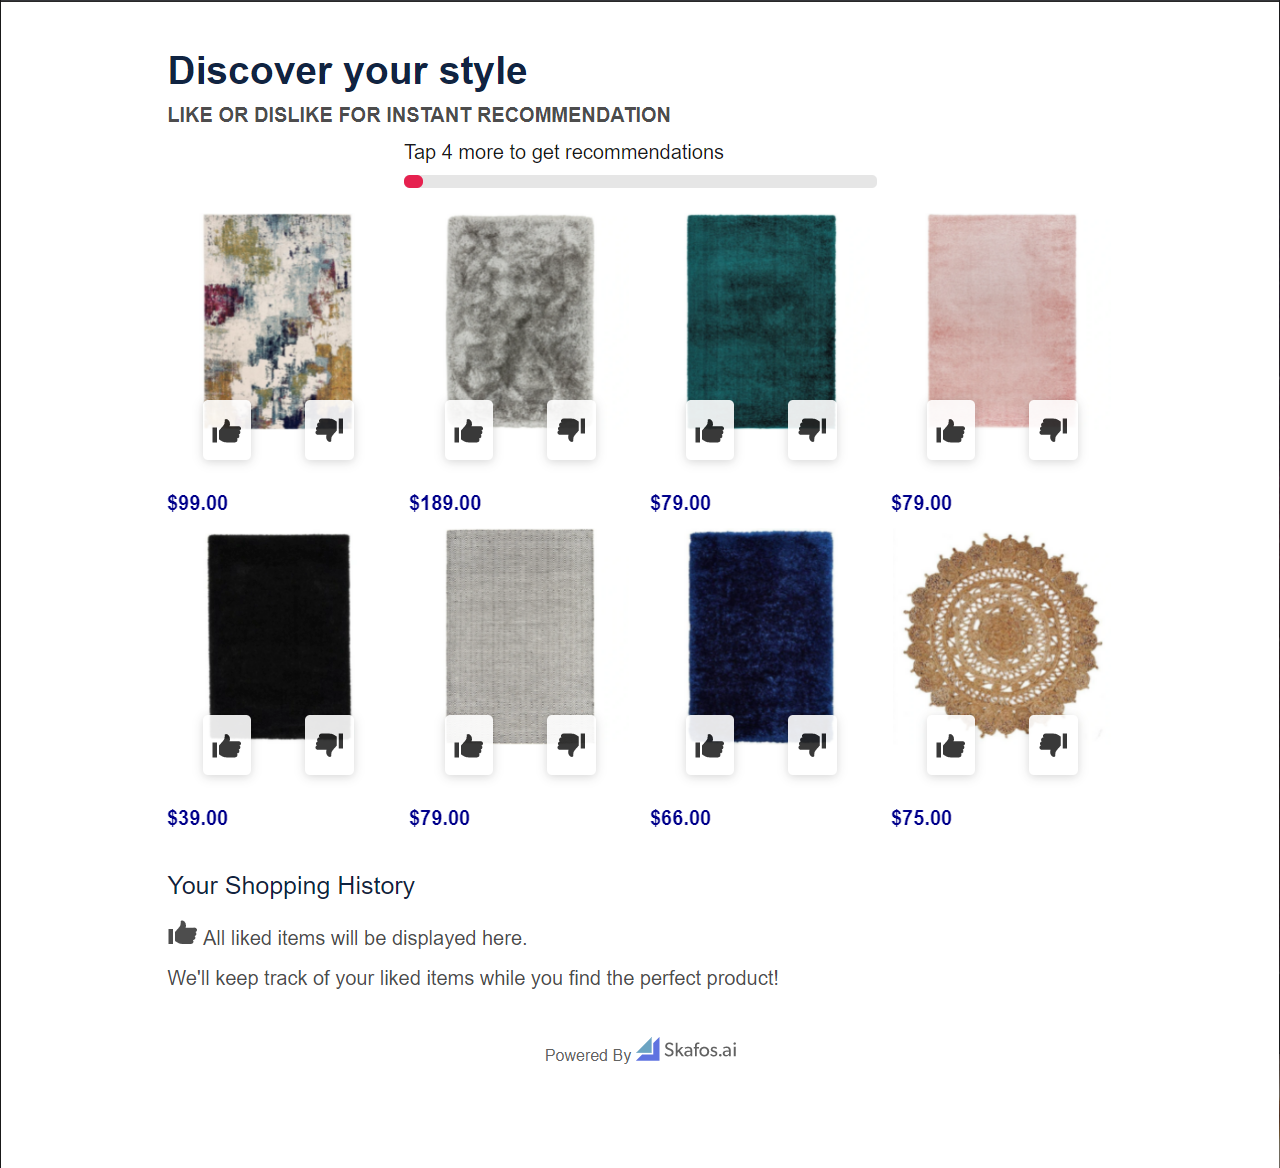 Discover your style
LIKE OR DISLIKE FOR INSTANT RECOMMENDATION
Tap 4 more to get recommendations
$99.00
$189.00
$79.00
$79.00
$39.00
$79.00
$66.00
$75.00
Your Shopping History
All liked items will be displayed here.
We'll keep track of your liked items while you find the perfect product!
Powered By Skafos.ai